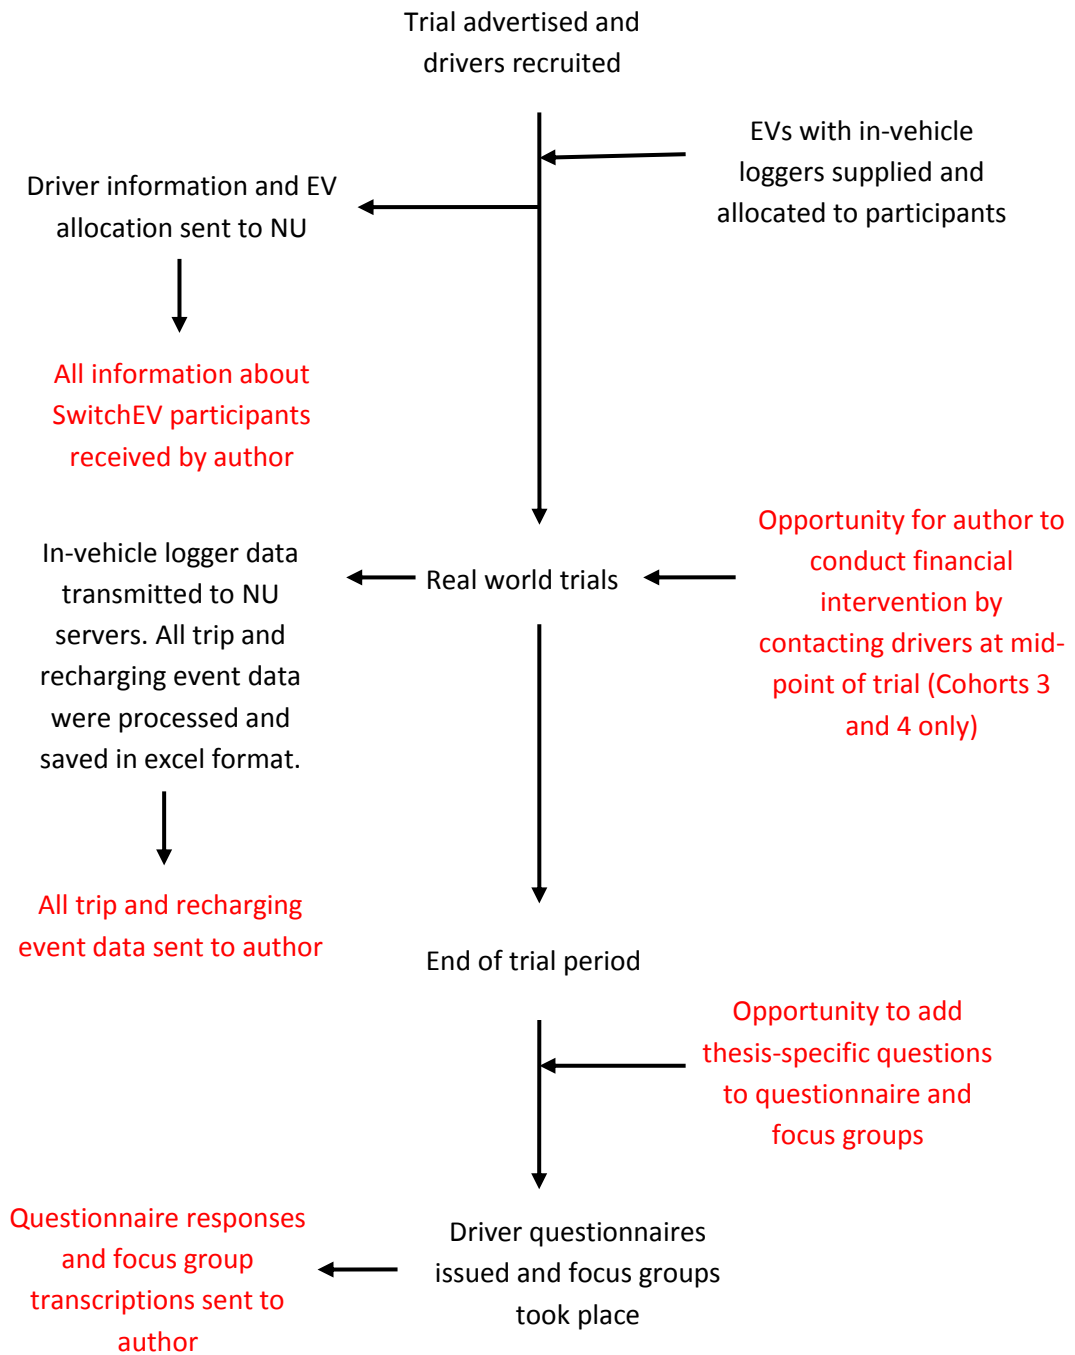 Trial advertised and
drivers recruited
EVs with in-vehicle
loggers supplied and
allocated to participants
Driver information and EV
allocation sent to NU
All information about
SwitchEV participants
received by author
Opportunity for author to
conduct financial
intervention by
contacting drivers at mid-
point of trial (Cohorts 3
and 4 only)
Real world trials
In-vehicle logger data
transmitted to NU
servers. All trip and
recharging event data
were processed and
saved in excel format.
All trip and recharging
event data sent to author
End of trial period
Opportunity to add
thesis-specific questions
to questionnaire and
focus groups
Driver questionnaires
issued and focus groups
took place
Questionnaire responses
and focus group
transcriptions sent to
author